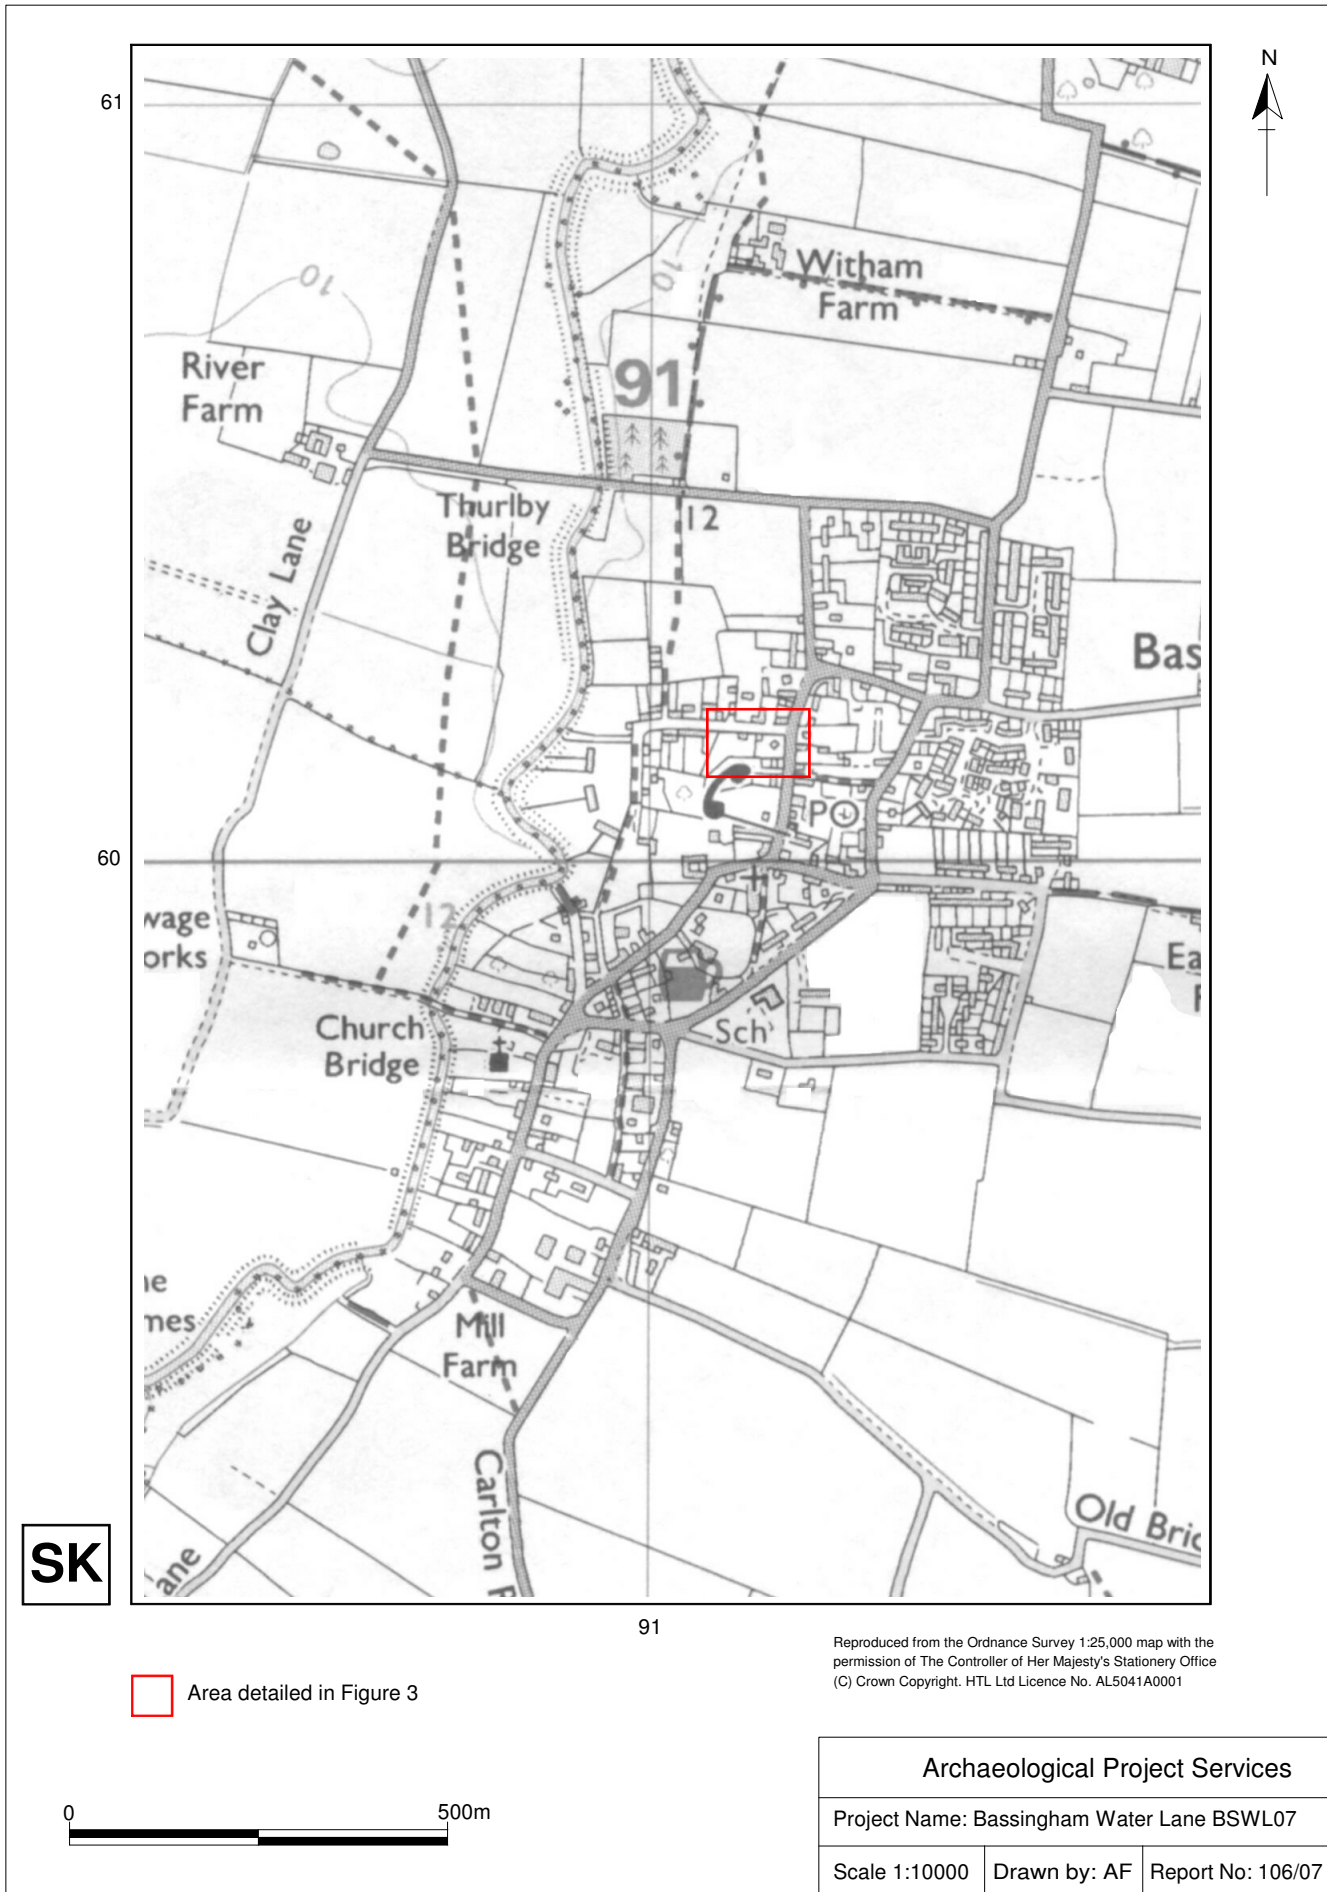 N
61
10
10
Witham
Farm
River
Farm
91
Thurlby
Bridge
12
Clay Lane
Bas
PO
60
12
wage
orks
Ea
F
Church
Bridge
Sch
ne
mes
Mill
Farm
Carlton R
Old Bric
ane
SK
91
Reproduced from the Ordnance Survey 1:25,000 map with the
permission of The Controller of Her Majesty's Stationery Office
(C) Crown Copyright. HTL Ltd Licence No. AL5041A0001
Area detailed in Figure 3
0 500m
Archaeological Project Services
Project Name: Bassingham Water Lane BSWL07
Scale 1:10000 Drawn by: AF Report No: 106/07